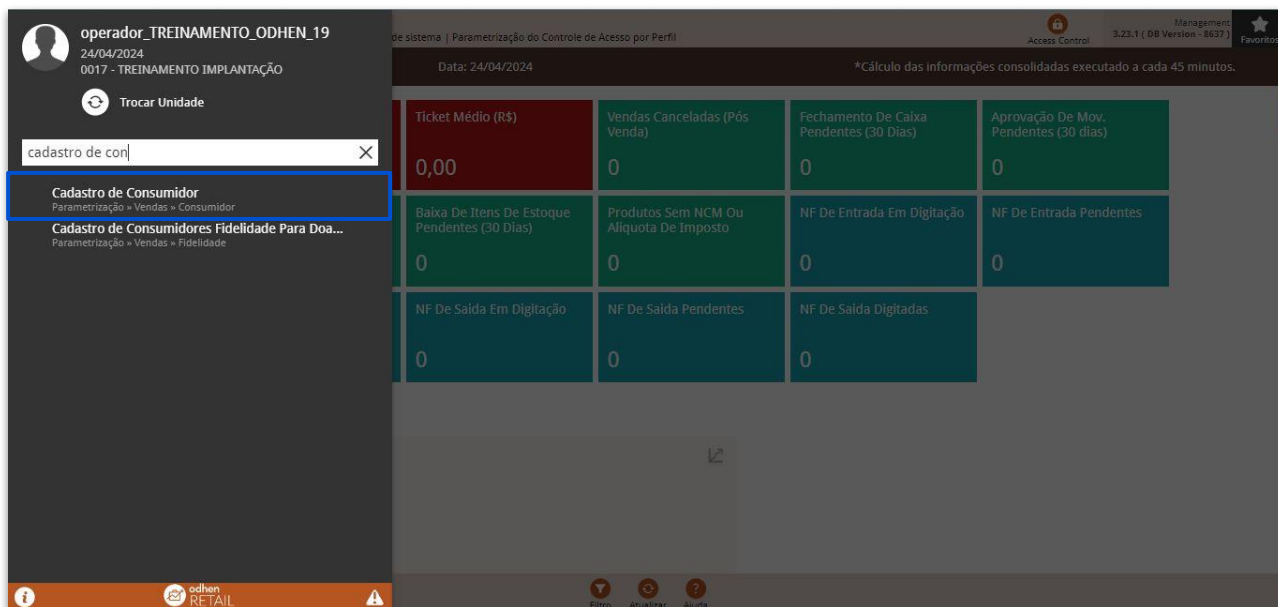 operador_TREINAMENTO_ODHEN_19
24/04/2024
0017 - TREINAMENTO IMPLANTAÇÃO
Trocar Unidade
cadastro de con
Cadastro de Consumidor
Parametrização » Vendas » Consumidor
Cadastro de Consumidores Fidelidade Para Doa...
Parametrização » Vendas » Fidelidade
odhen
RETAIL
de sistema | Parametrização do Controle de Acesso por Perfil
Access Control
Management
3.23.1 ( DB Version - 8637 )
Favoritos
Data: 24/04/2024
*Cálculo das informações consolidadas executado a cada 45 minutos.
Ticket Médio (R$)
0,00
Vendas Canceladas (Pós
Venda)
0
Fechamento De Caixa
Pendentes (30 Dias)
0
Aprovação De Mov.
Pendentes (30 dias)
0
Baixa De Itens De Estoque
Pendentes (30 Dias)
0
Produtos Sem NCM Ou
Aliquota De Imposto
0
NF De Entrada Em Digitação
0
NF De Entrada Pendentes
0
NF De Saida Em Digitação
0
NF De Saida Pendentes
0
NF De Saida Digitadas
0
Filtro
Atualizar
Ajuda